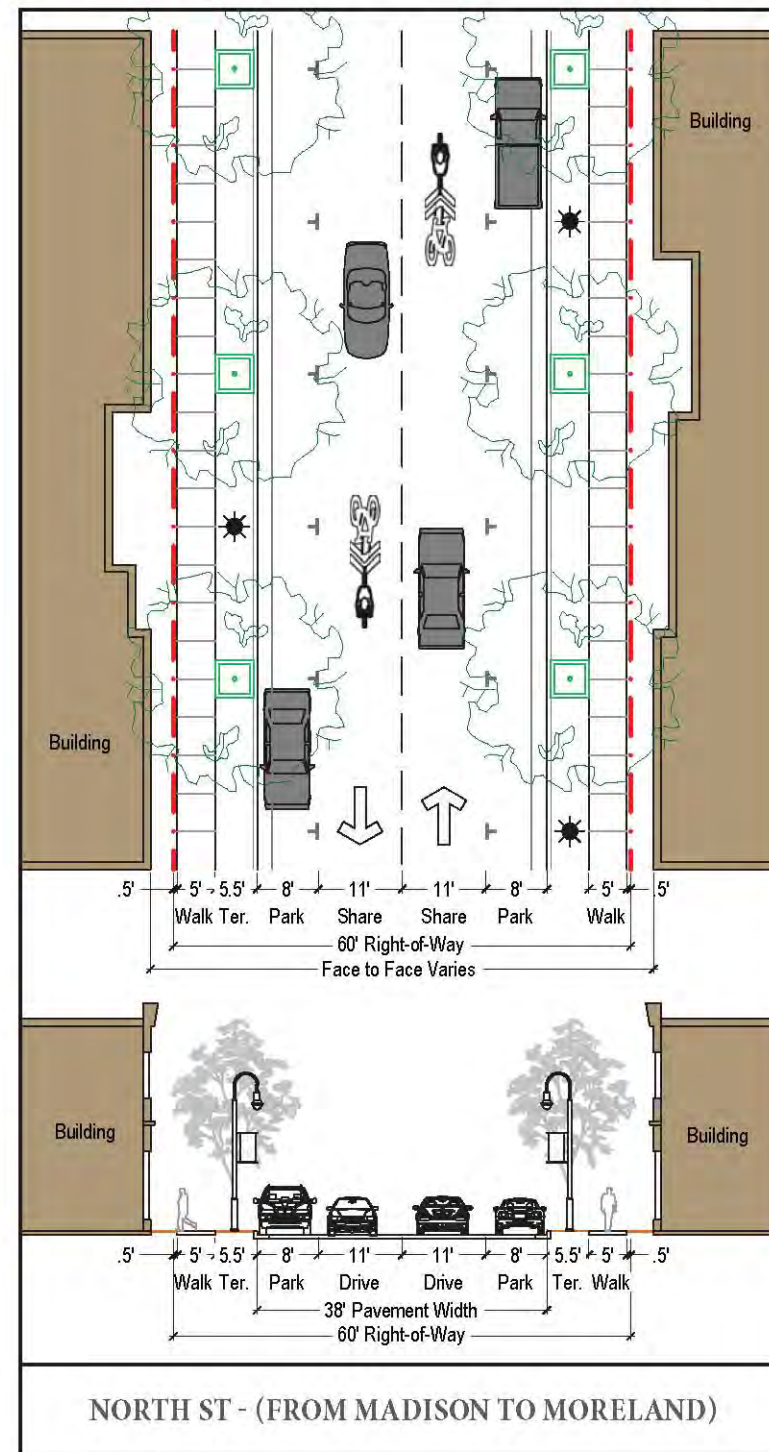 Building
Building
.5' 5' 5.5' 8' 11' 11' 8' 5' .5'
Walk Ter. Park Share Share Park Walk
60' Right-of-Way
Face to Face Varies
Building
Building
.5' 5' 5.5' 8' 11' 11' 8' 5.5' 5' .5'
Walk Ter. Park Drive Drive Park Ter. Walk
38' Pavement Width
60' Right-of-Way
NORTH ST - (FROM MADISON TO MORELAND)